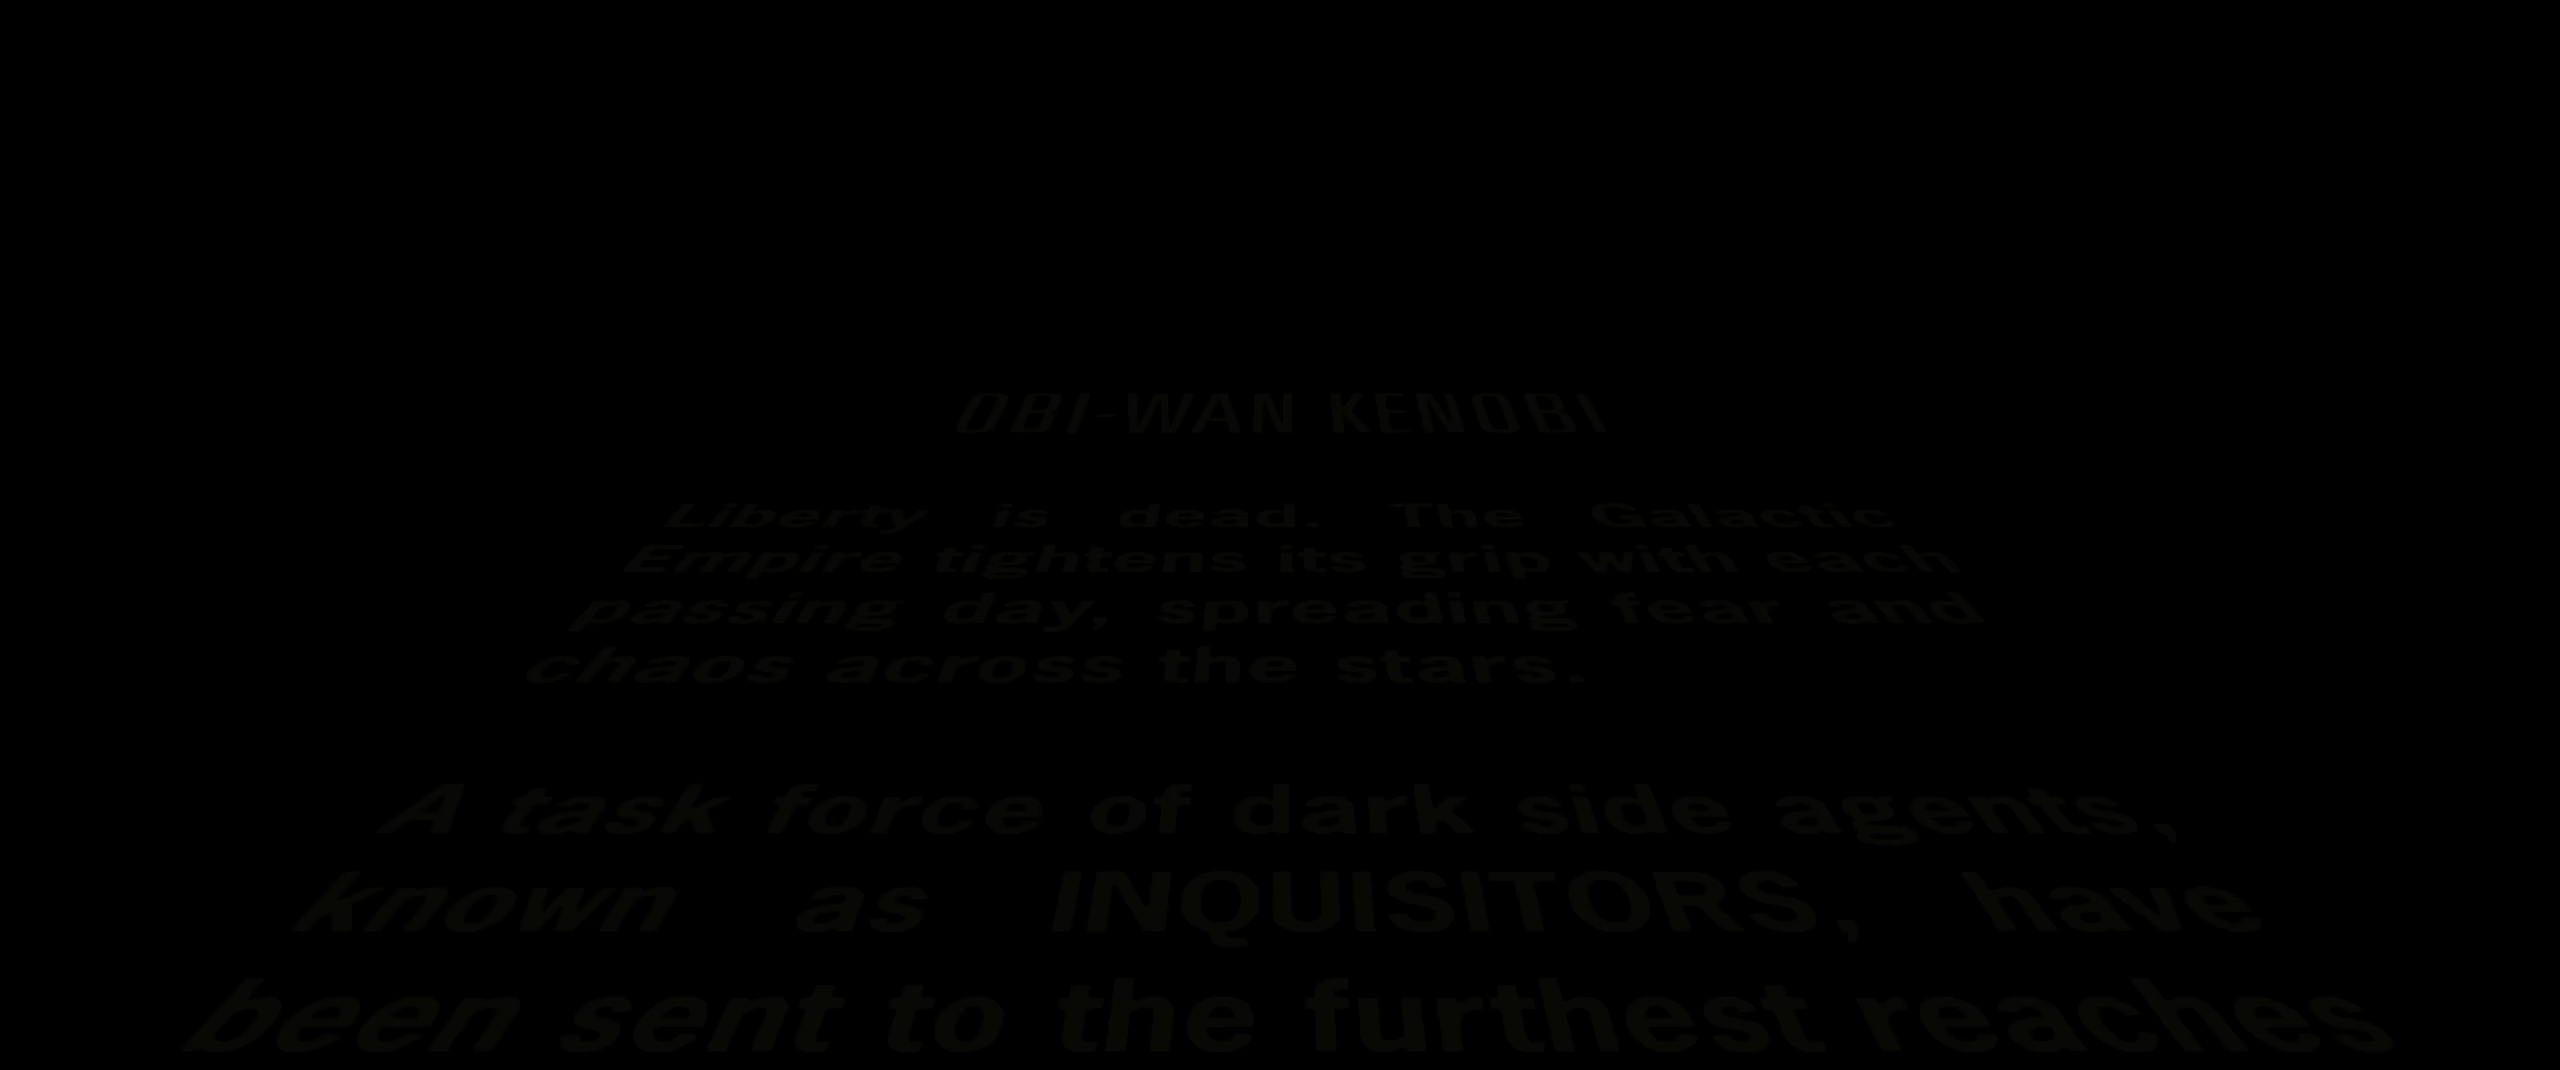 OBI-WAN KENOBI
Liberty is dead. The Galactic
Empire tightens its grip with each
passing day, spreading fear and
chaos across the stars.
A task force of dark side agents,
known as INQUISITORS, have
been sent to the furthest reaches